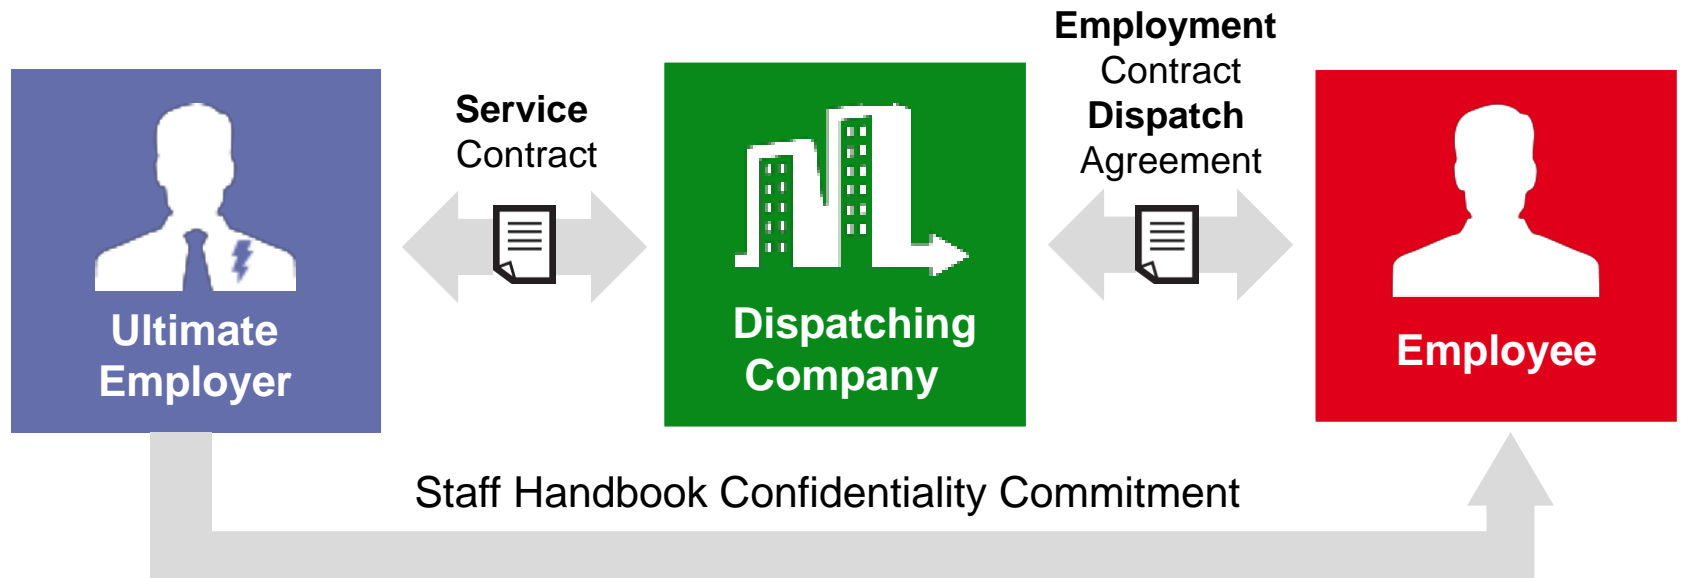 Employment
Contract
Dispatch
Agreement
Service
Contract
Ultimate
Employer
Dispatching
Company
Employee
Staff Handbook Confidentiality Commitment